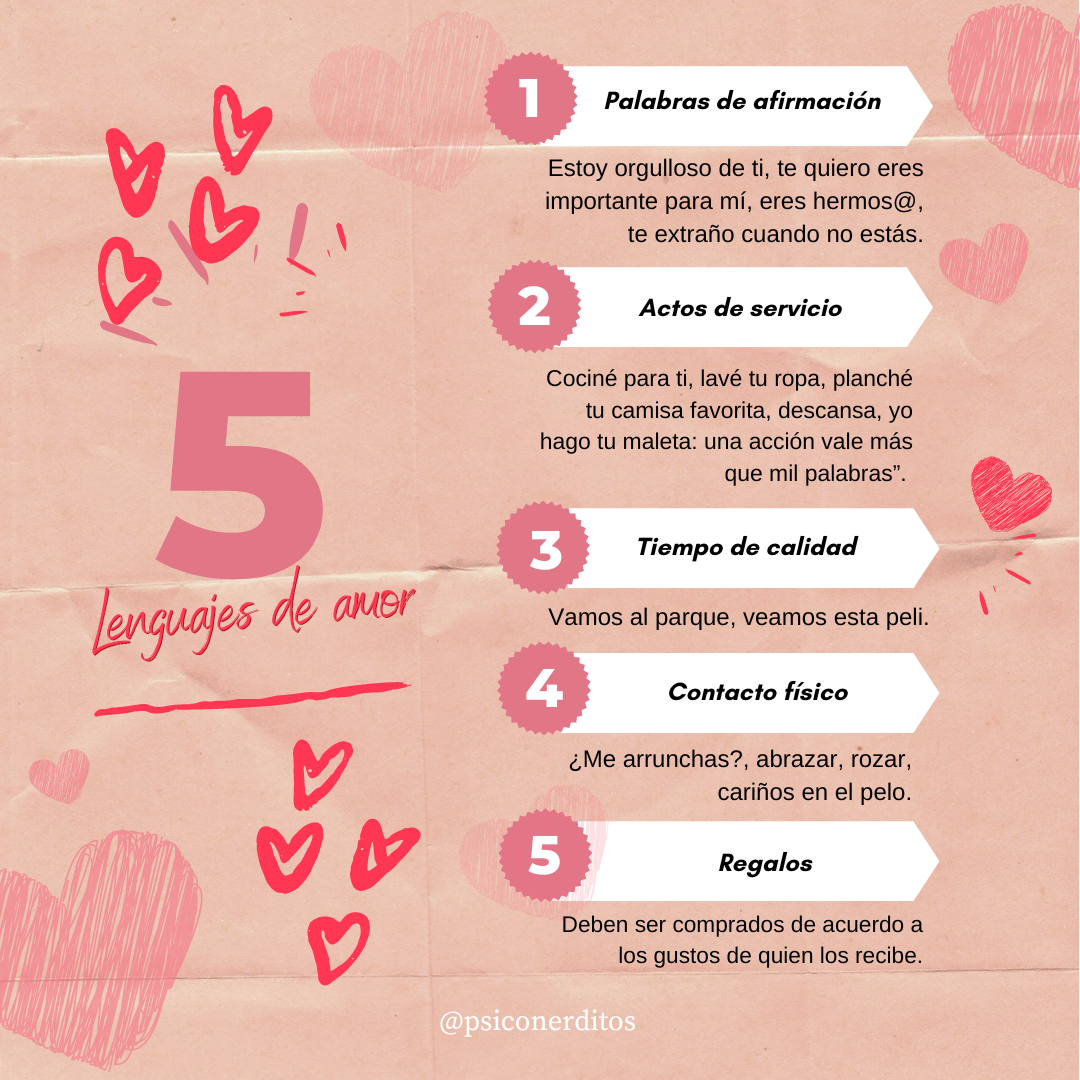 5
Lenguajes de amor
1
Palabras de afirmación
Estoy orgulloso de ti, te quiero eres
importante para mí, eres hermos@,
te extraño cuando no estás.
2
Actos de servicio
Cociné para ti, lavé tu ropa, planché
tu camisa favorita, descansa, yo
hago tu maleta: una acción vale más
que mil palabras”.
3
Tiempo de calidad
Vamos al parque, veamos esta peli.
4
Contacto físico
¿Me arrunchas?, abrazar, rozar,
cariños en el pelo.
5
Regalos
Deben ser comprados de acuerdo a
los gustos de quien los recibe.
@psiconerditos